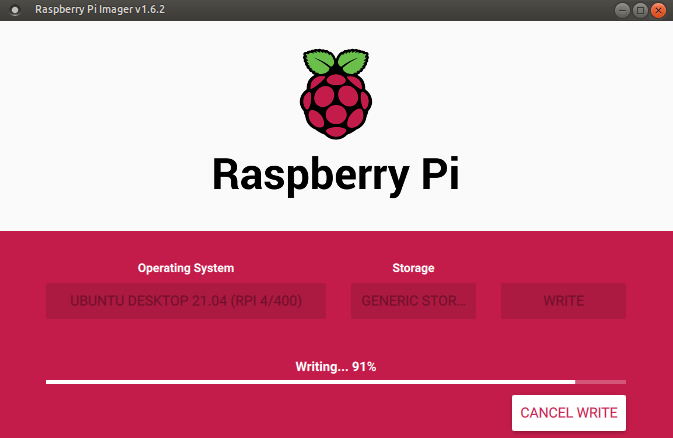 Raspberry Pi Imager v1.6.2
Raspberry Pi
Operating System Storage
UBUNTU DESKTOP 21.04 (RPI 4/400) GENERIC STOR... WRITE
Writing... 91%
CANCEL WRITE